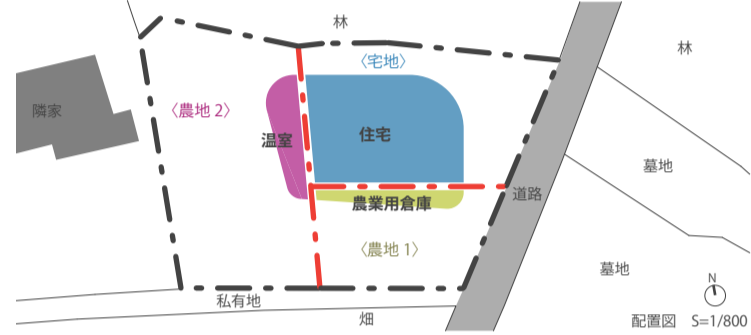 林
〈宅地〉
林
隣家
〈農地 2〉
温室
住宅
墓地
道路
農業用倉庫
〈農地 1〉
墓地
私有地
畑
N
配置図 S=1/800